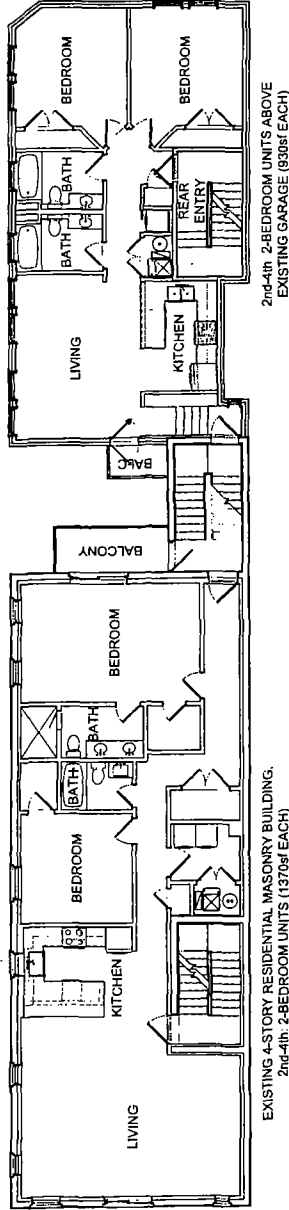 LIVING
KITCHEN
BEDROOM
BATH
BATH
BEDROOM
BALCONY
BALC
LIVING
KITCHEN
BATH
BATH
REAR
ENTRY
BEDROOM
BEDROOM
EXISTING 4-STORY RESIDENTIAL MASONRY BUILDING.
2nd-4th: 2-BEDROOM UNITS (1370sf EACH)
2nd-4th 2-BEDROOM UNITS ABOVE
EXISTING GARAGE (930sf EACH)